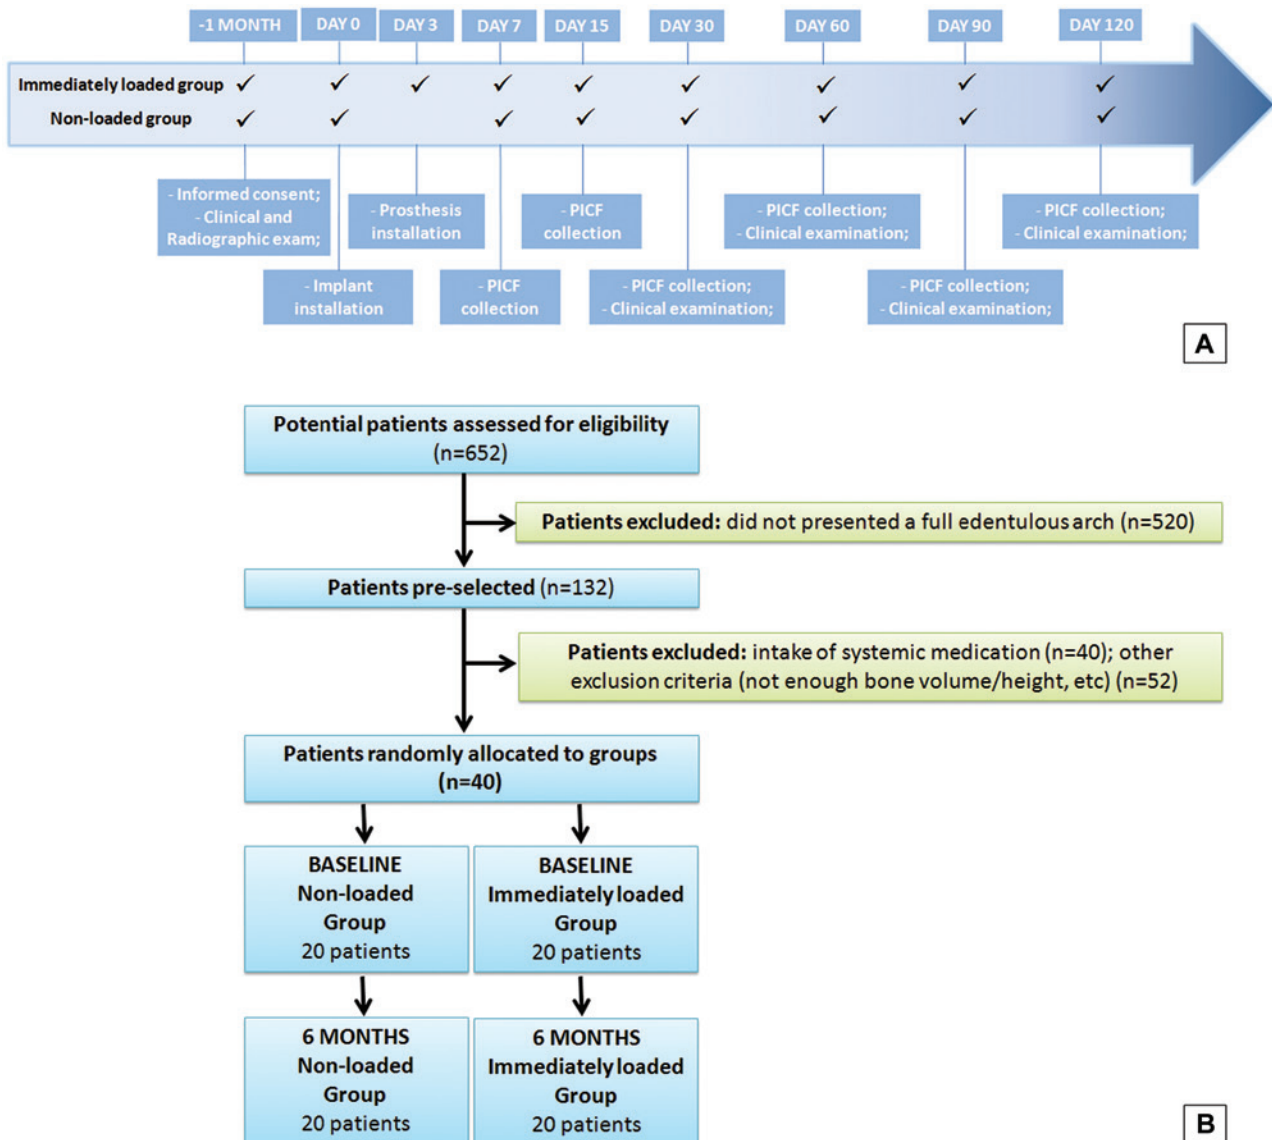 -1 MONTH DAY 0 DAY 3 DAY 7 DAY 15 DAY 30 DAY 60 DAY 90 DAY 120
Immediately loaded group ✓ ✓ ✓ ✓ ✓ ✓ ✓ ✓ ✓
Non-loaded group ✓ ✓ ✓ ✓ ✓ ✓ ✓ ✓
- Informed consent;
- Clinical and
Radiographic exam;
- Implant
installation
- Prosthesis
installation
- PICF
collection
- PICF
collection
- PICF collection;
- Clinical examination;
- PICF collection;
- Clinical examination;
- PICF collection;
- Clinical examination;
- PICF collection;
- Clinical examination;
A
Potential patients assessed for eligibility
(n=652)
Patients excluded: did not presented a full edentulous arch (n=520)
Patients pre-selected (n=132)
Patients excluded: intake of systemic medication (n=40); other
exclusion criteria (not enough bone volume/height, etc) (n=52)
Patients randomly allocated to groups
(n=40)
BASELINE
Non-loaded
Group
20 patients
BASELINE
Immediately loaded
Group
20 patients
6 MONTHS
Non-loaded
Group
20 patients
6 MONTHS
Immediately loaded
Group
20 patients
B